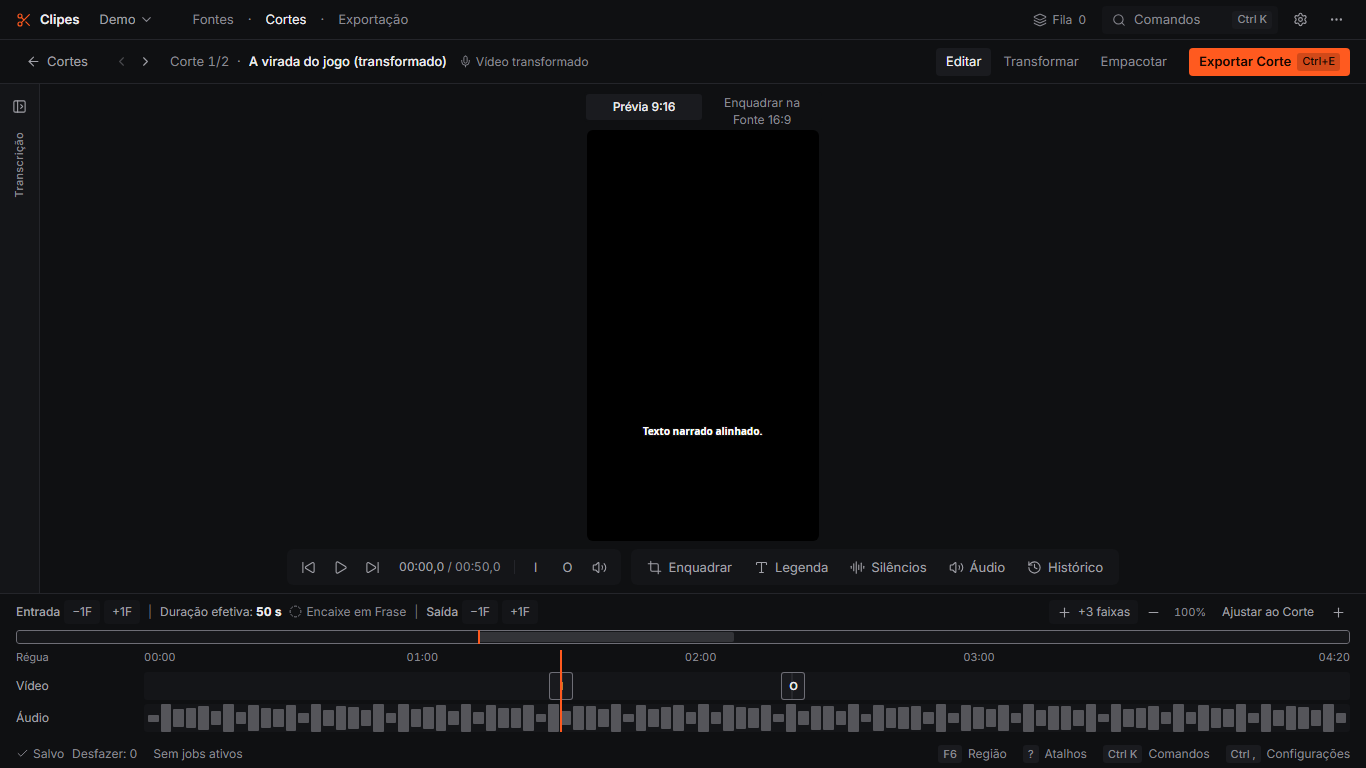 Clipes Demo Fontes · Cortes · Exportação Fila 0 Comandos Ctrl K
Cortes Corte 1/2 · A virada do jogo (transformado) Vídeo transformado Editar Transformar Empacotar Exportar Corte Ctrl+E
Transcrição
Prévia 9:16
Enquadrar na
Fonte 16:9
Texto narrado alinhado.
00:00,0 / 00:50,0 I O Enquadrar Legenda Silêncios Áudio Histórico
Entrada −1F +1F Duração efetiva: 50 s Encaixe em Frase Saída −1F +1F +3 faixas 100% Ajustar ao Corte
Régua 00:00 01:00 02:00 03:00 04:20
Vídeo I O
Áudio
Salvo Desfazer: 0 Sem jobs ativos F6 Região ? Atalhos Ctrl K Comandos Ctrl , Configurações